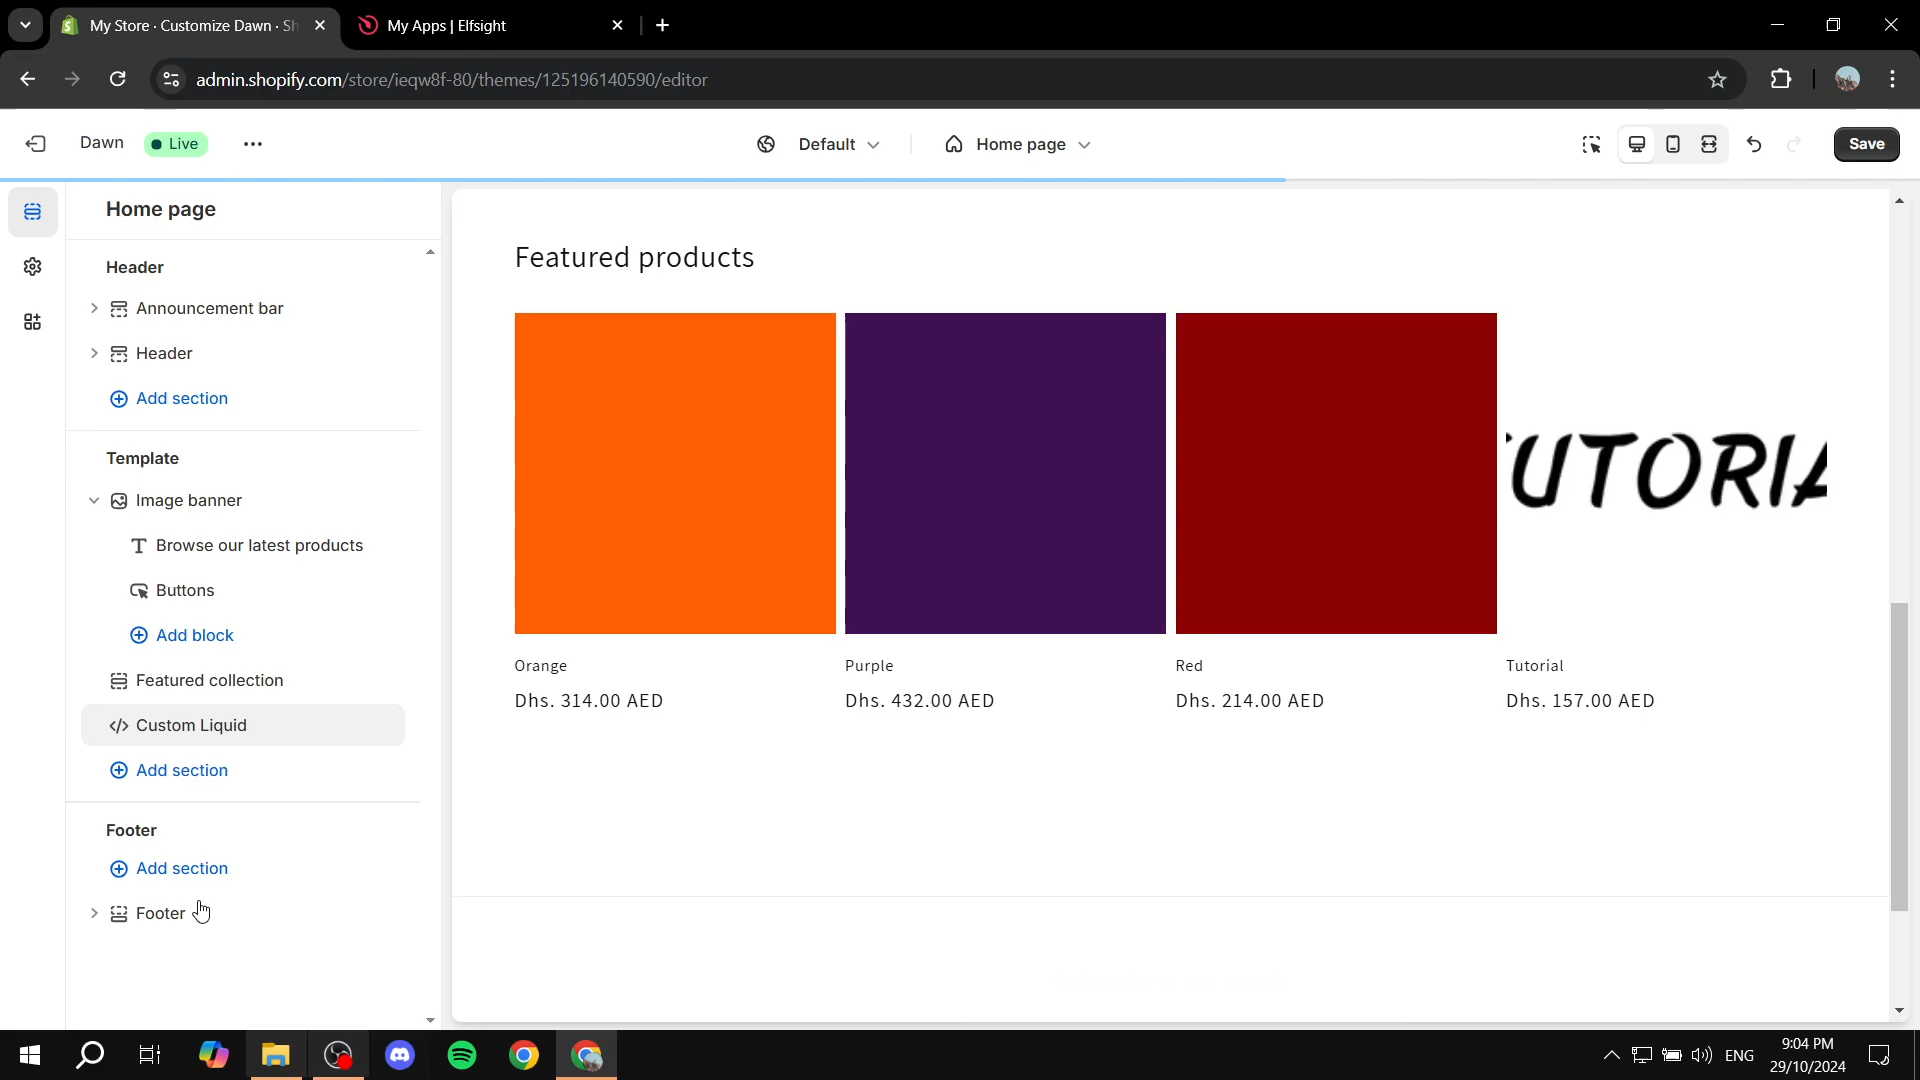 My Store · Customize Dawn · Sh
My Apps | Elfsight
admin.shopify.com/store/ieqw8f-80/themes/125196140590/editor
Dawn
Live
Default
Home page
Save
Home page
Header
Announcement bar
Header
Add section
Template
Image banner
Browse our latest products
Buttons
Add block
Featured collection
Custom Liquid
Add section
Footer
Add section
Footer
Featured products
TUTORIA
Orange
Purple
Red
Tutorial
Dhs. 314.00 AED
Dhs. 432.00 AED
Dhs. 214.00 AED
Dhs. 157.00 AED
ENG
9:04 PM
29/10/2024